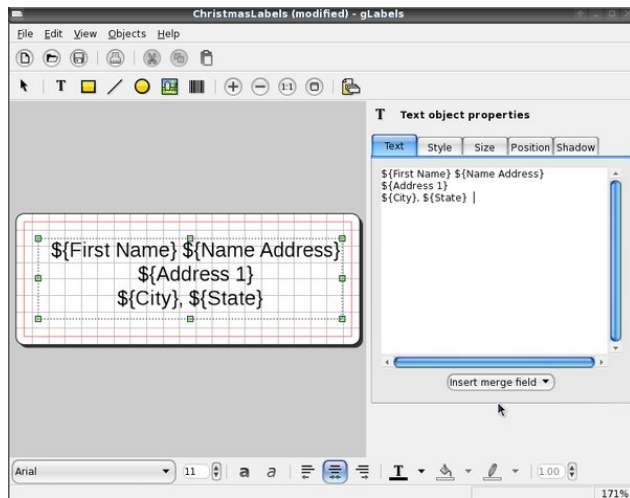 ChristmasLabels (modified) - gLabels
File Edit View Objects Help
T
1:1
T Text object properties
Text Style Size Position Shadow
${First Name} ${Name Address}
${Address 1}
${City}, ${State}
${First Name} ${Name Address}
${Address 1}
${City}, ${State}
Insert merge field
Arial 11 a a T 1.00
171%